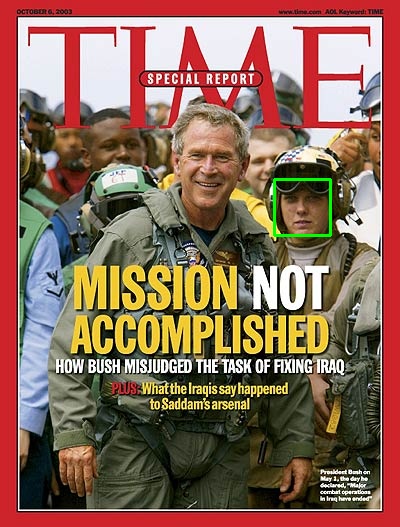 OCTOBER 6, 2003
www.time.com AOL Keyword: TIME
TIME
SPECIAL REPORT
MISSION NOT
ACCOMPLISHED
HOW BUSH MISJUDGED THE TASK OF FIXING IRAQ
PLUS: What the Iraqis say happened
to Saddam's arsenal
President Bush on
May 1, the day he
declared, "Major
combat operations
in Iraq have ended"